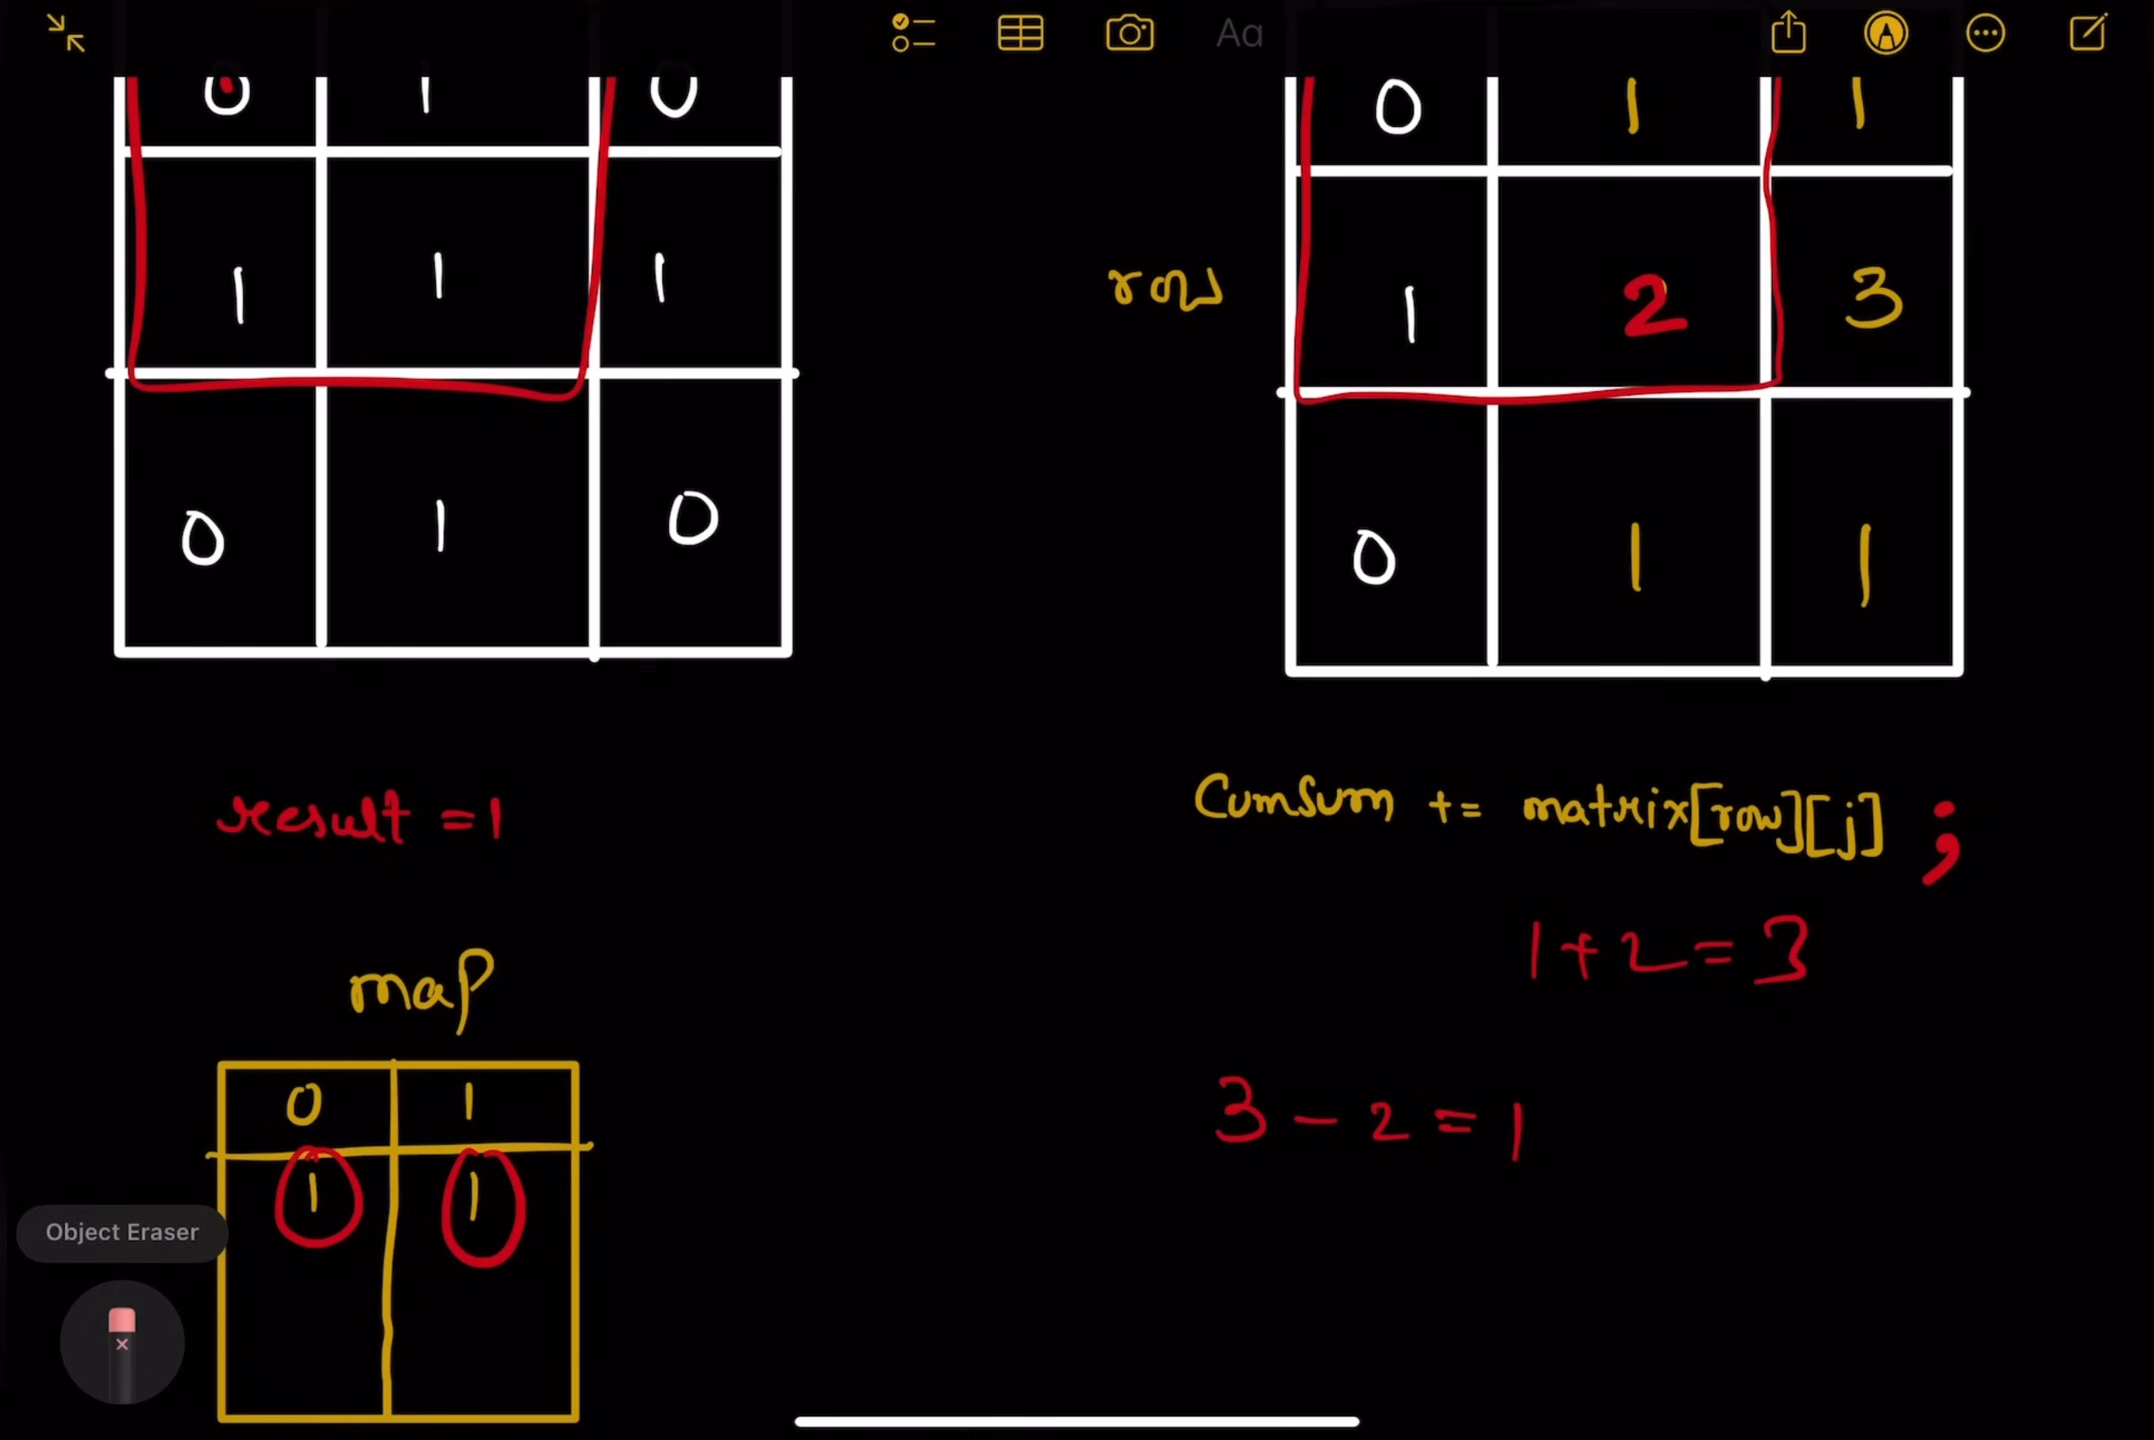 Aa
0 1 0
1 1 1
0 1 0
0 1 1
row 1 2 3
0 1 1
result = 1
CumSum += matrix[row][j] ;
1 + 2 = 3
map
0 1
1 1
3 - 2 = 1
Object Eraser